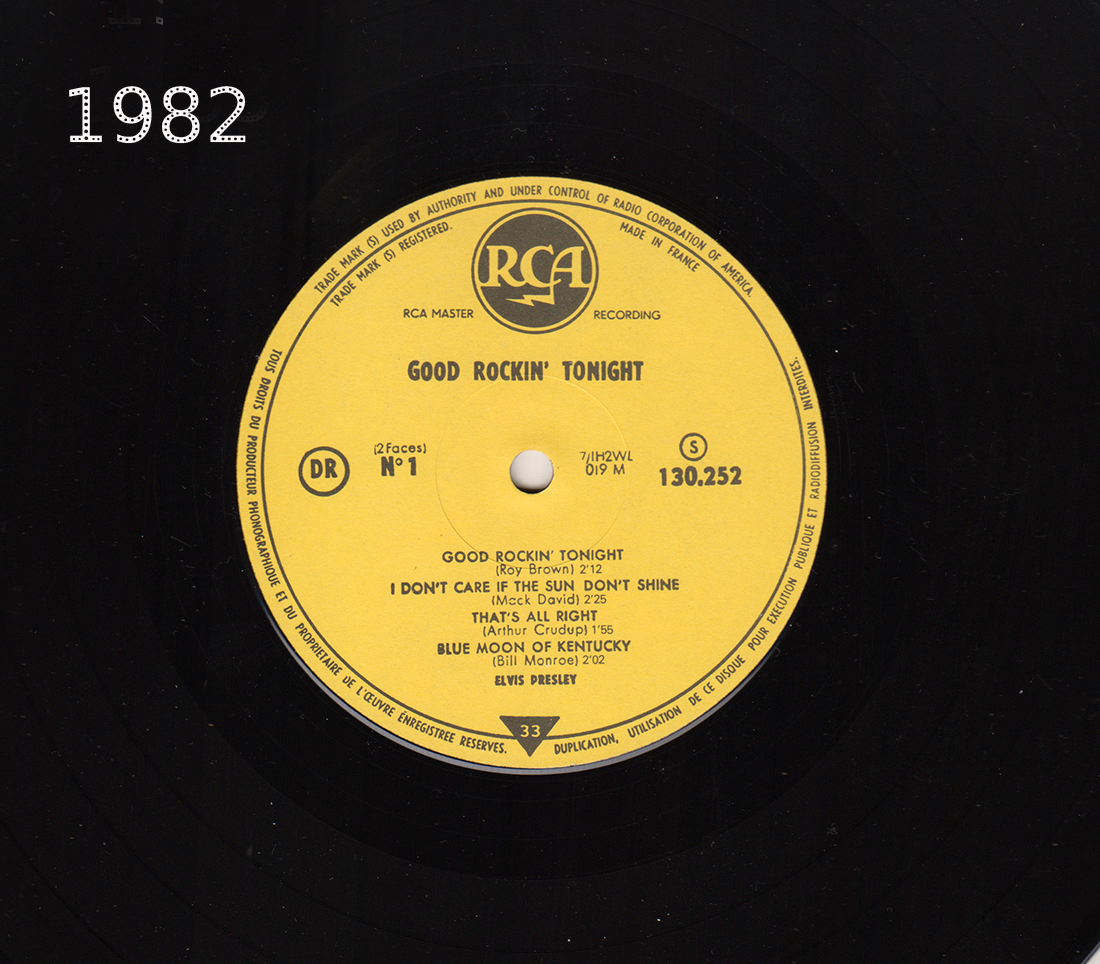 1982
TRADE MARK (S) USED BY AUTHORITY AND UNDER CONTROL OF RADIO CORPORATION OF AMERICA.
TRADE MARK (S) REGISTERED.
MADE IN FRANCE
RCA
RCA MASTER RECORDING
GOOD ROCKIN' TONIGHT
DR
(2 Faces)
N° 1
7/1H2WL
019 M
S
130.252
GOOD ROCKIN' TONIGHT
(Roy Brown) 2'12
I DON'T CARE IF THE SUN DON'T SHINE
(Mack David) 2'25
THAT'S ALL RIGHT
(Arthur Crudup) 1'55
BLUE MOON OF KENTUCKY
(Bill Monroe) 2'02
ELVIS PRESLEY
33
TOUS DROITS DU PRODUCTEUR PHONOGRAPHIQUE ET DU PROPRIETAIRE DE L'ŒUVRE ENREGISTREE RESERVES.
DUPLICATION, UTILISATION DE CE DISQUE POUR EXECUTION PUBLIQUE ET RADIODIFFUSION INTERDITES.